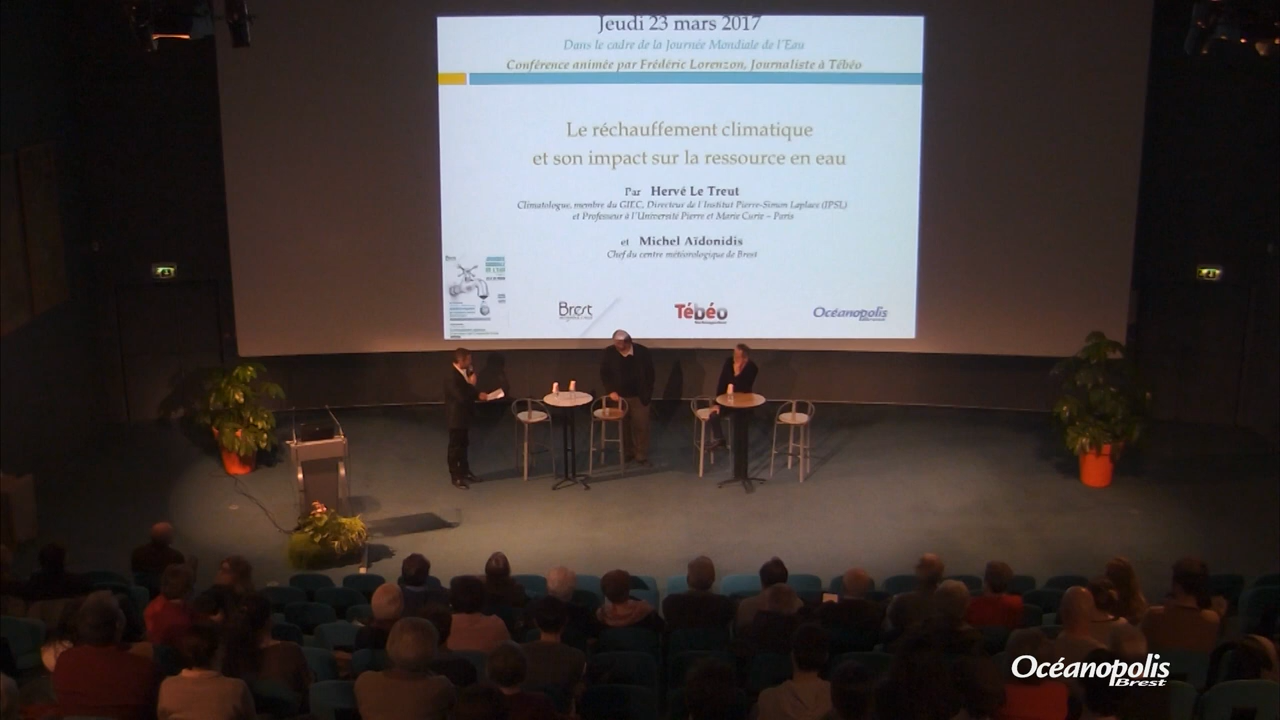 Jeudi 23 mars 2017
Dans le cadre de la Journée Mondiale de l'Eau
Conférence animée par Frédéric Lorenzon, Journaliste à Tébéo
Le réchauffement climatique
et son impact sur la ressource en eau
Par Hervé Le Treut
Climatologue, membre du GIEC, Directeur de l'Institut Pierre-Simon Laplace (IPSL)
et Professeur à l'Université Pierre et Marie Curie – Paris
et Michel Aïdonidis
Chef du centre météorologique de Brest
Brest
Tébéo
Océanopolis
Brest
Océanopolis
Brest